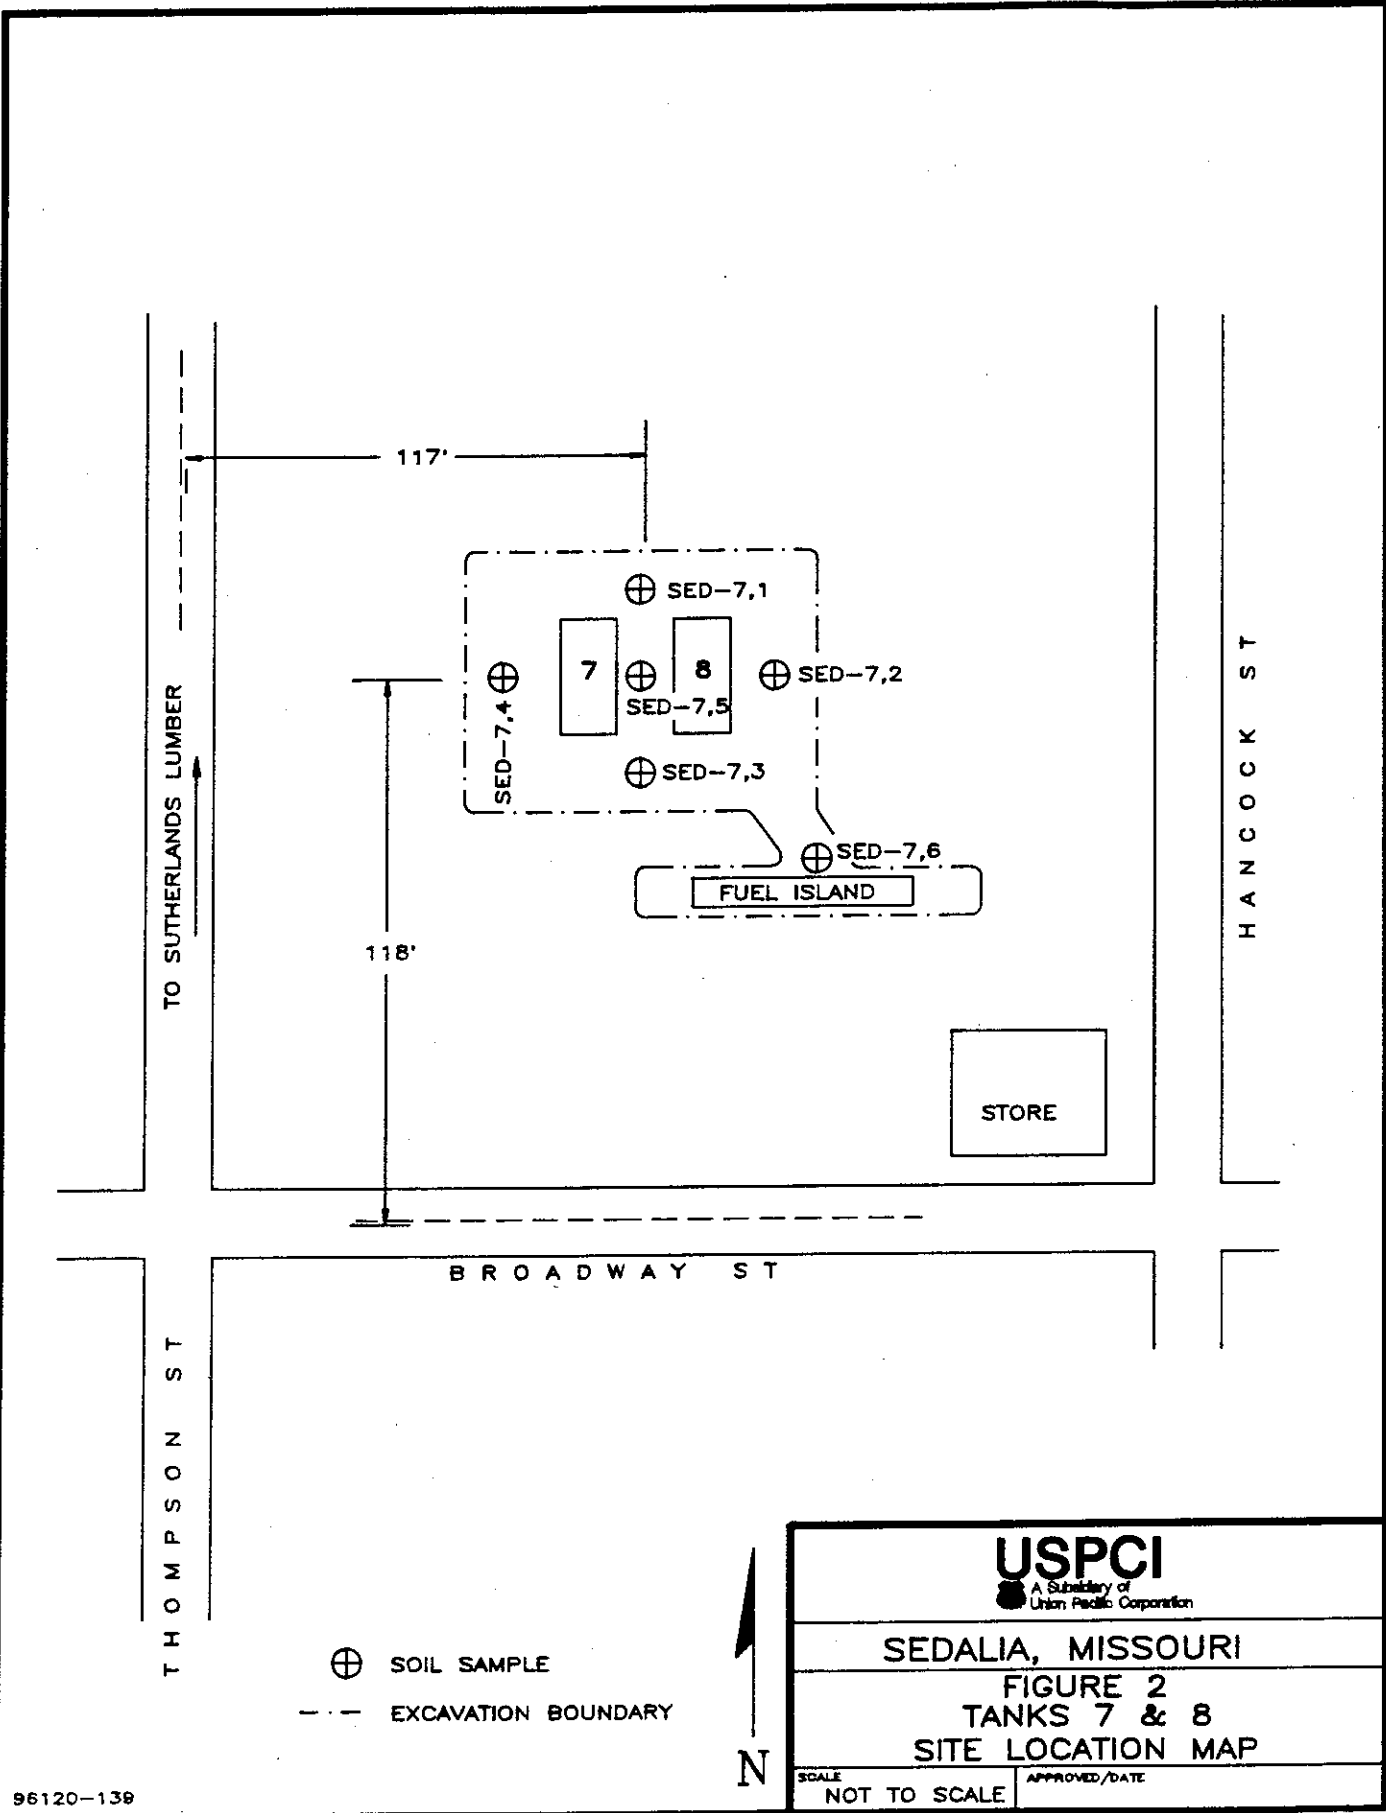 117'
SED-7,1
7
8
SED-7,2
SED-7,5
SED-7,4
SED-7,3
SED-7,6
FUEL ISLAND
TO SUTHERLANDS LUMBER
118'
HANCOCK ST
STORE
BROADWAY ST
THOMPSON ST
SOIL SAMPLE
EXCAVATION BOUNDARY
N
USPCI
A Subsidiary of
Union Pacific Corporation
SEDALIA, MISSOURI
FIGURE 2
TANKS 7 & 8
SITE LOCATION MAP
SCALE
NOT TO SCALE
APPROVED/DATE
96120-139